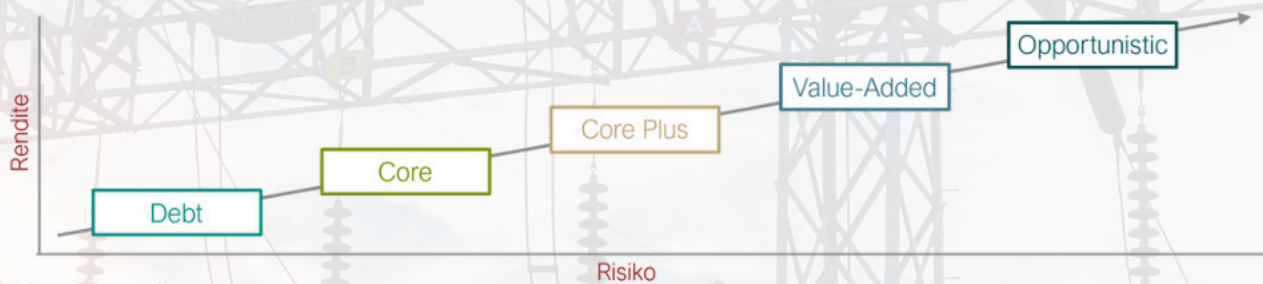 Opportunistic
Value-Added
Core Plus
Core
Debt
Rendite
Risiko
A
B